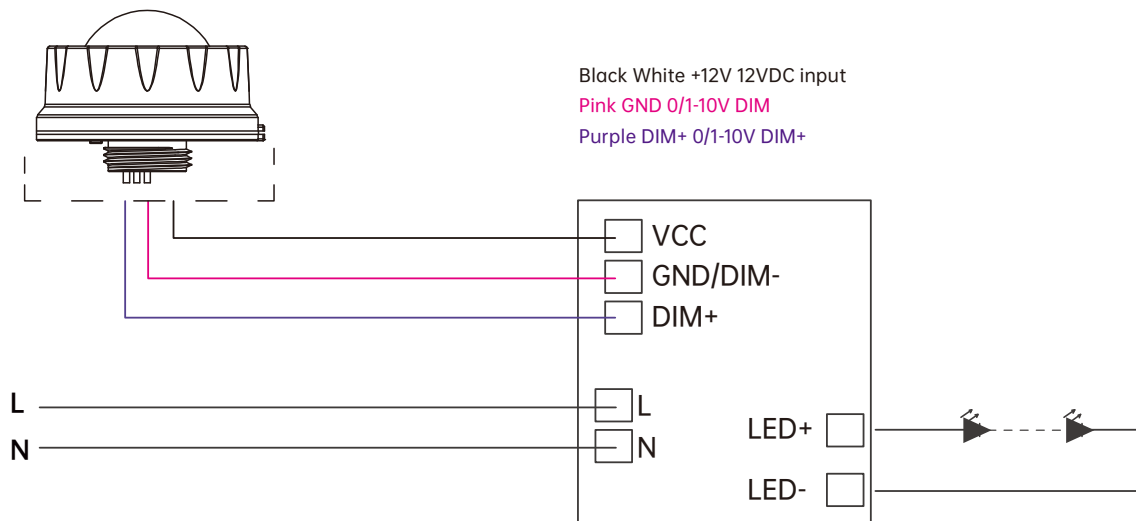 Black White +12V 12VDC input
Pink GND 0/1-10V DIM
Purple DIM+ 0/1-10V DIM+
VCC
GND/DIM-
DIM+
L
L
N
N
LED+
LED-